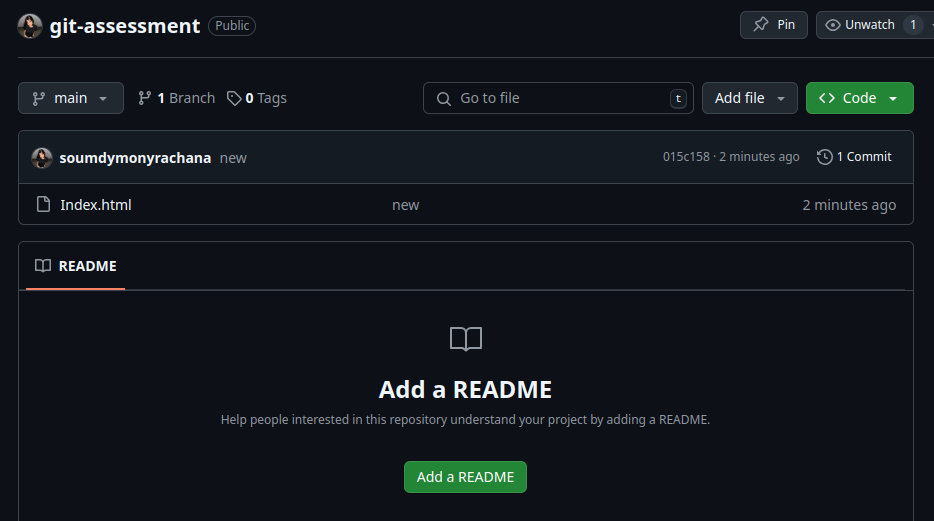 git-assessment Public Pin Unwatch 1
main 1 Branch 0 Tags Go to file t Add file Code
soumdymonyrachana new 015c158 · 2 minutes ago 1 Commit
Index.html new 2 minutes ago
README
Add a README
Help people interested in this repository understand your project by adding a README.
Add a README